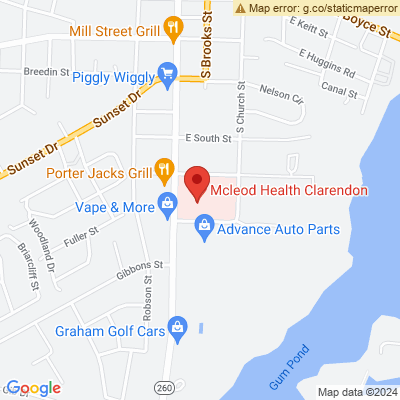 Map error: g.co/staticmaperror
Boyce St
Mill Street Grill
S Brooks St
E Keitt St
E Huggins Rd
Breedin St
Piggly Wiggly
Canal St
Nelson Cir
Sunset Dr
S Church St
E South St
Sunset Dr
Porter Jacks Grill
Mcleod Health Clarendon
Vape & More
Woodland Dr
Fuller St
Advance Auto Parts
Briarcliff St
Gibbons St
Robson St
Graham Golf Cars
Gum Pond
260
Google
Map data ©2024